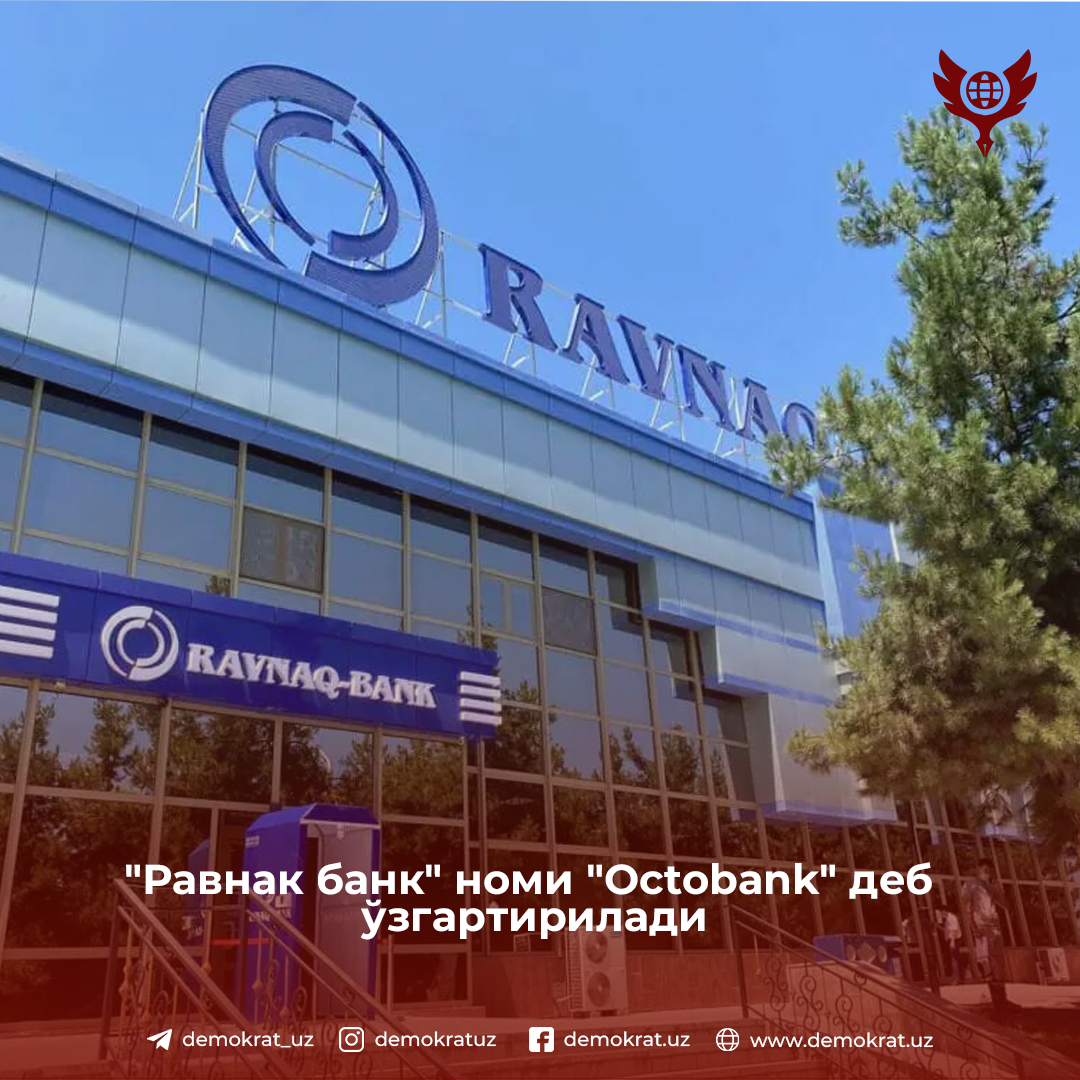 RAVNAQ
RAVNAQ-BANK
"Равнак банк" номи "Octobank" деб
ўзгартирилади
demokrat_uz demokratuz demokrat.uz www.demokrat.uz